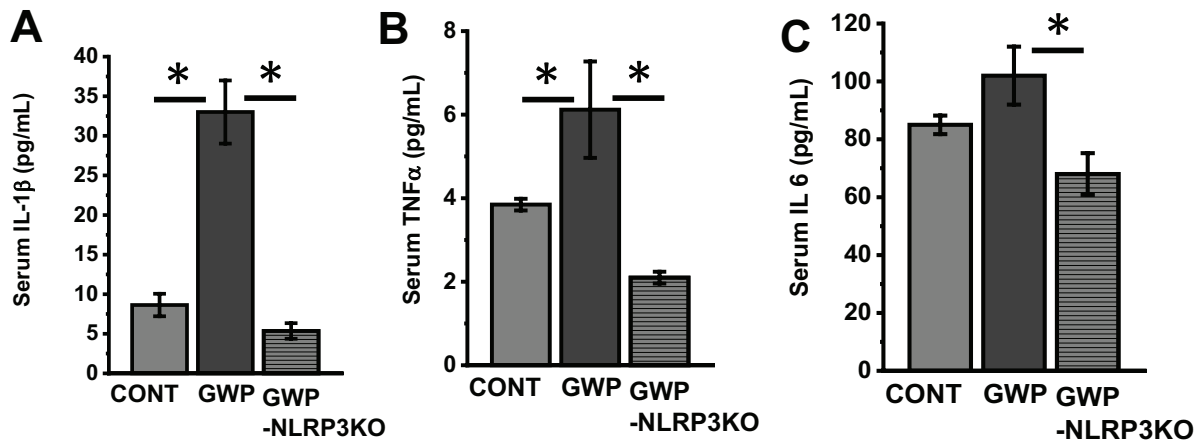 A
Serum IL-1β (pg/mL)
40
35
30
25
20
15
10
5
0
*
*
CONT
GWP
GWP
-NLRP3KO
B
Serum TNFα (pg/mL)
8
6
4
2
0
*
*
CONT
GWP
GWP
-NLRP3KO
C
Serum IL 6 (pg/mL)
120
100
80
60
40
20
0
*
CONT
GWP
GWP
-NLRP3KO